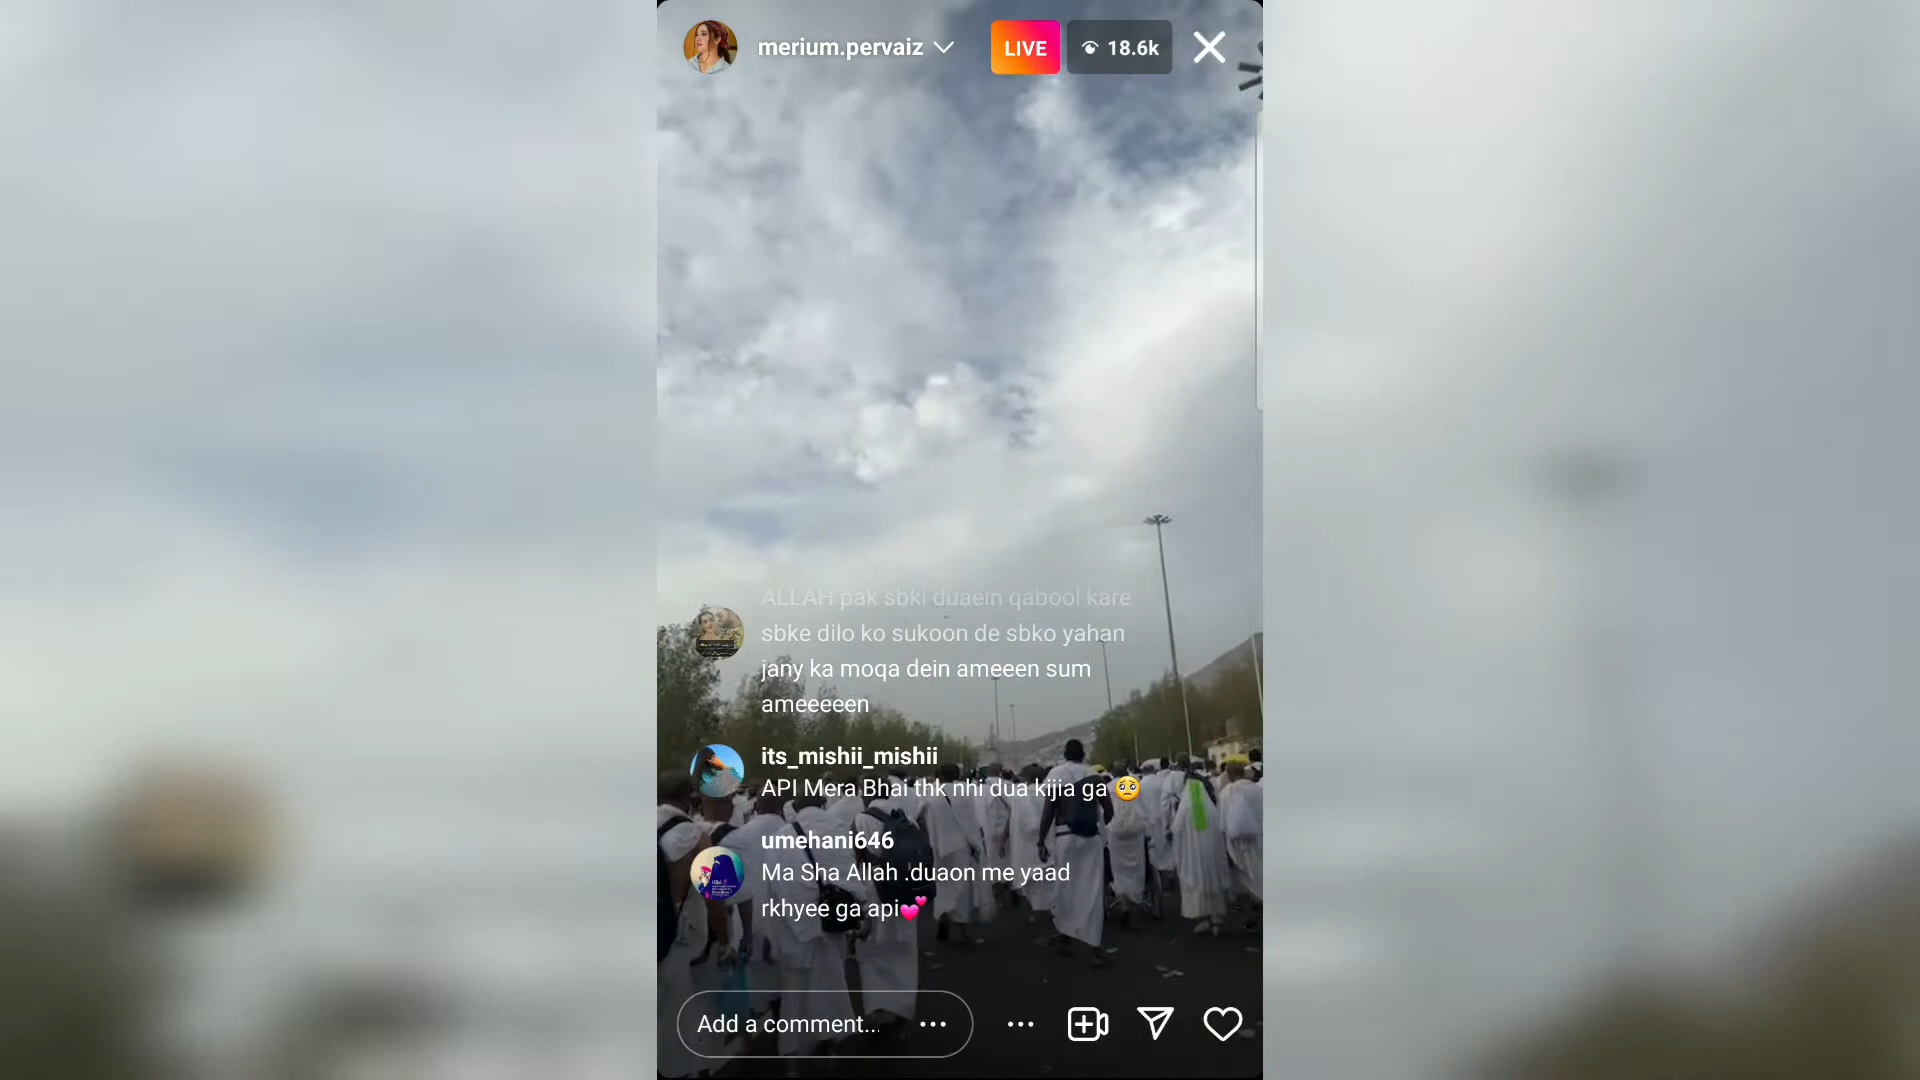 merium.pervaiz
LIVE
18.6k
ALLAH pak sbki duaein qabool kare
sbke dilo ko sukoon de sbko yahan
jany ka moqa dein ameeen sum
ameeeeen
its_mishii_mishii
API Mera Bhai thk nhi dua kijia ga 🥺
umehani646
Ma Sha Allah .duaon me yaad
rkhyee ga api💕
Add a comment...